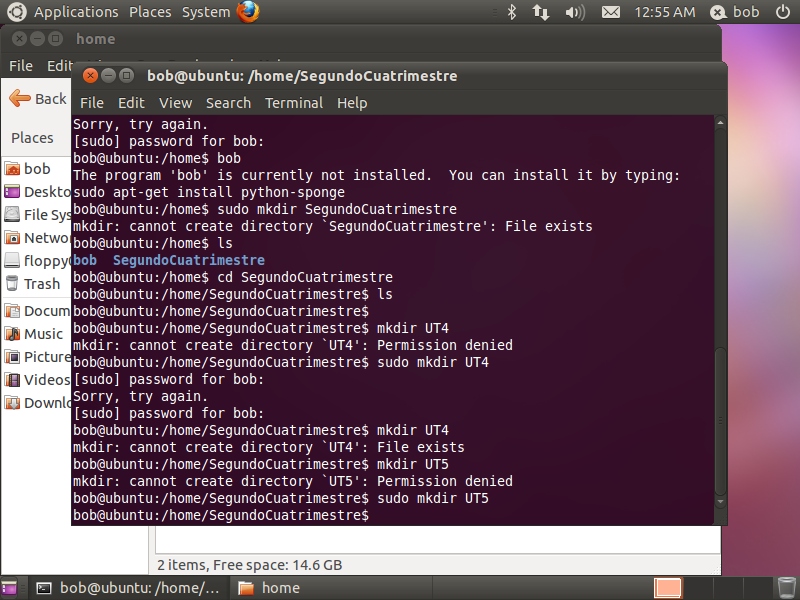 Applications Places System 12:55 AM bob
home
File Edit
bob@ubuntu: /home/SegundoCuatrimestre
File Edit View Search Terminal Help
Back
Places
bob
Deskto
File Sys
Netwo
floppy
Trash
Docum
Music
Picture
Videos
Downlo
Sorry, try again.
[sudo] password for bob:
bob@ubuntu:/home$ bob
The program 'bob' is currently not installed.  You can install it by typing:
sudo apt-get install python-sponge
bob@ubuntu:/home$ sudo mkdir SegundoCuatrimestre
mkdir: cannot create directory `SegundoCuatrimestre': File exists
bob@ubuntu:/home$ ls
bob  SegundoCuatrimestre
bob@ubuntu:/home$ cd SegundoCuatrimestre
bob@ubuntu:/home/SegundoCuatrimestre$ ls
bob@ubuntu:/home/SegundoCuatrimestre$
bob@ubuntu:/home/SegundoCuatrimestre$ mkdir UT4
mkdir: cannot create directory `UT4': Permission denied
bob@ubuntu:/home/SegundoCuatrimestre$ sudo mkdir UT4
[sudo] password for bob:
Sorry, try again.
[sudo] password for bob:
bob@ubuntu:/home/SegundoCuatrimestre$ mkdir UT4
mkdir: cannot create directory `UT4': File exists
bob@ubuntu:/home/SegundoCuatrimestre$ mkdir UT5
mkdir: cannot create directory `UT5': Permission denied
bob@ubuntu:/home/SegundoCuatrimestre$ sudo mkdir UT5
bob@ubuntu:/home/SegundoCuatrimestre$
2 items, Free space: 14.6 GB
bob@ubuntu: /home/... home